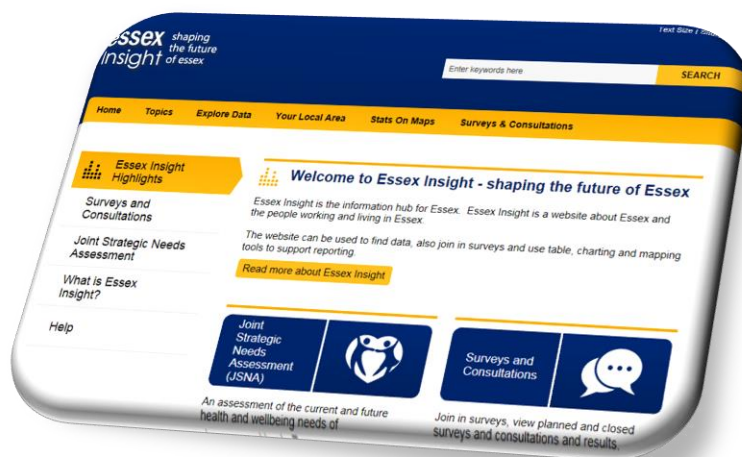 Text Size |
essex shaping
the future
insight of essex
Enter keywords here
SEARCH
Home Topics Explore Data Your Local Area Stats On Maps Surveys & Consultations
Essex Insight
Highlights
Surveys and
Consultations
Joint Strategic Needs
Assessment
What is Essex
Insight?
Help
Welcome to Essex Insight - shaping the future of Essex
Essex Insight is the information hub for Essex. Essex Insight is a website about Essex and
the people working and living in Essex.
The website can be used to find data, also join in surveys and use table, charting and mapping
tools to support reporting.
Read more about Essex Insight
Joint
Strategic
Needs
Assessment
(JSNA)
An assessment of the current and future
health and wellbeing needs of
Surveys and
Consultations
Join in surveys, view planned and closed
surveys and consultations and results.